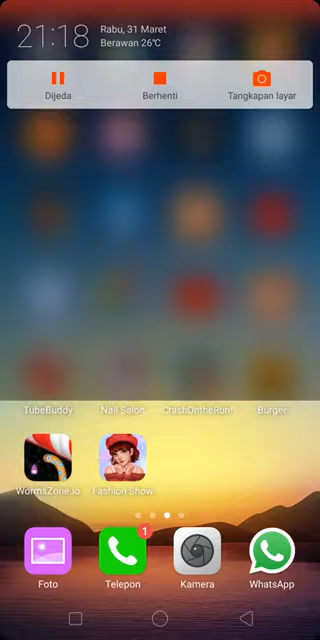 21:18
Rabu, 31 Maret
Berawan 26℃
Dijeda
Berhenti
Tangkapan layar
TubeBuddy
Nail Salon
CrashOntheRun!
Burger
WormsZone.io
Fashion Show
1
Foto
Telepon
Kamera
WhatsApp